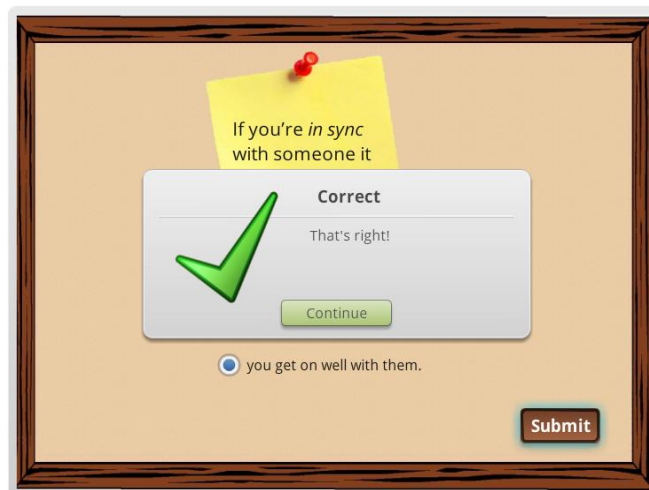 If you’re in sync
with someone it
Correct
That's right!
Continue
you get on well with them.
Submit